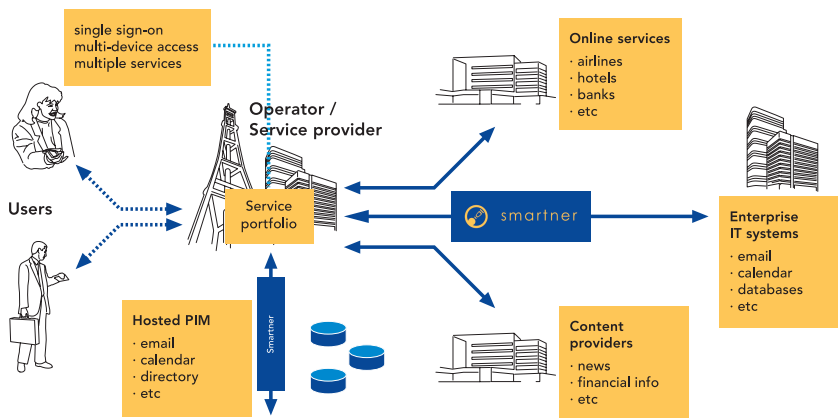 single sign-on
multi-device access
multiple services
Operator /
Service provider
Service
portfolio
Users
Online services
· airlines
· hotels
· banks
· etc
smartner
Enterprise
IT systems
· email
· calendar
· databases
· etc
Hosted PIM
· email
· calendar
· directory
· etc
Smartner
Content
providers
· news
· financial info
· etc